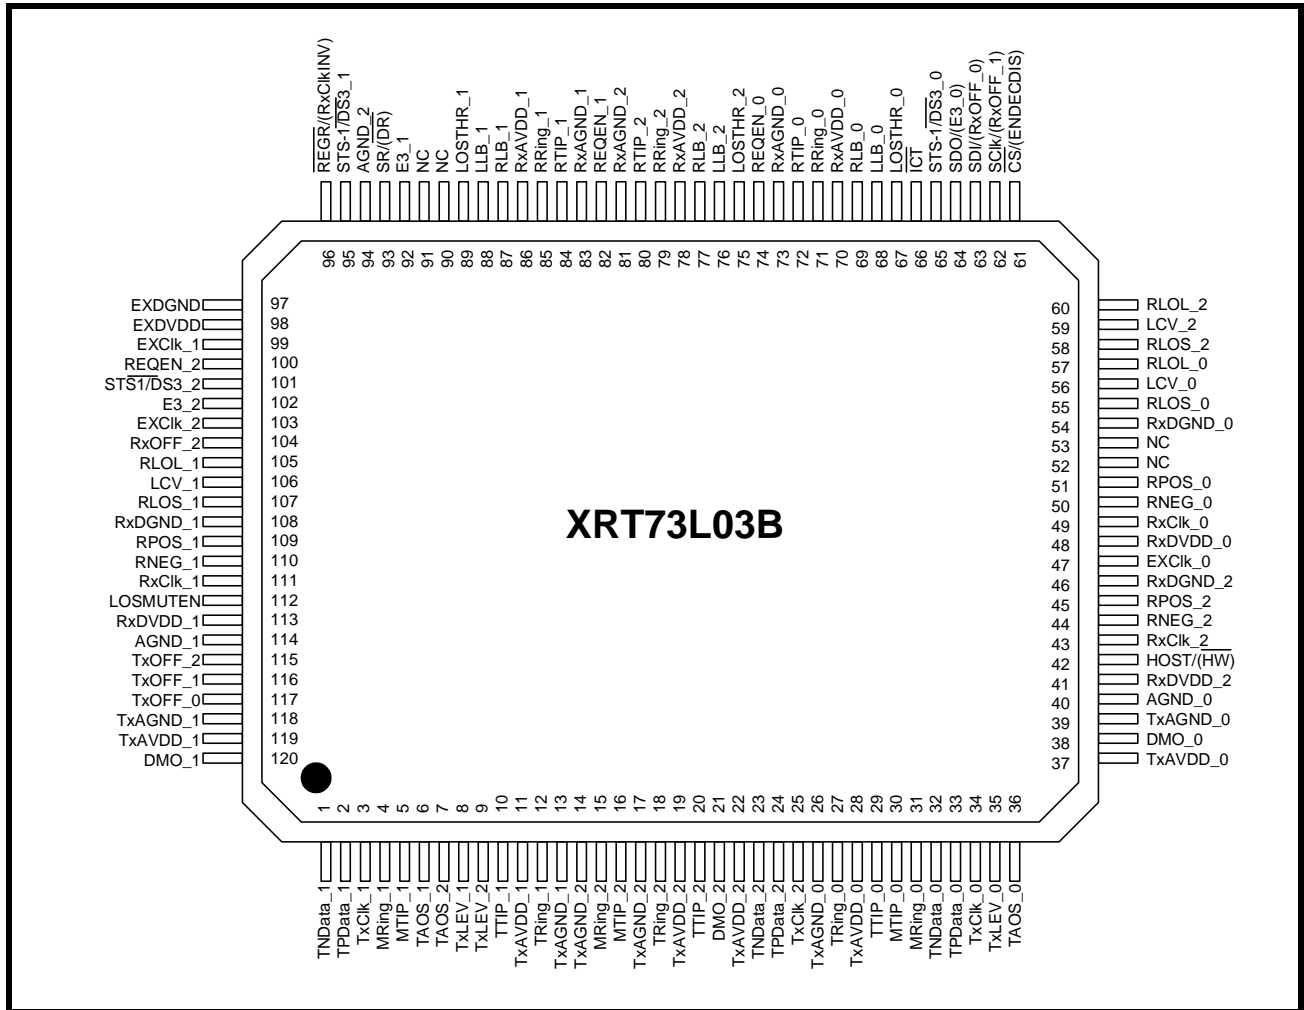 REGR/(RxClkINV)
STS-1/DS3_1
AGND_2
SR/(DR)
E3_1
NC
NC
LOSTHR_1
LLB_1
RLB_1
RxAVDD_1
RRing_1
RTIP_1
RxAGND_1
REQEN_1
RxAGND_2
RTIP_2
RRing_2
RxAVDD_2
RLB_2
LLB_2
LOSTHR_2
REQEN_0
RxAGND_0
RTIP_0
RRing_0
RxAVDD_0
RLB_0
LLB_0
LOSTHR_0
ICT
STS-1/DS3_0
SDO/(E3_0)
SDI/(RxOFF_0)
SClk/(RxOFF_1)
CS/(ENDECDIS)
96
95
94
93
92
91
90
89
88
87
86
85
84
83
82
81
80
79
78
77
76
75
74
73
72
71
70
69
68
67
66
65
64
63
62
61
EXDGND 97
EXDVDD 98
EXClk_1 99
REQEN_2 100
STS1/DS3_2 101
E3_2 102
EXClk_2 103
RxOFF_2 104
RLOL_1 105
LCV_1 106
RLOS_1 107
RxDGND_1 108
RPOS_1 109
RNEG_1 110
RxClk_1 111
LOSMUTEN 112
RxDVDD_1 113
AGND_1 114
TxOFF_2 115
TxOFF_1 116
TxOFF_0 117
TxAGND_1 118
TxAVDD_1 119
DMO_1 120
XRT73L03B
60 RLOL_2
59 LCV_2
58 RLOS_2
57 RLOL_0
56 LCV_0
55 RLOS_0
54 RxDGND_0
53 NC
52 NC
51 RPOS_0
50 RNEG_0
49 RxClk_0
48 RxDVDD_0
47 EXClk_0
46 RxDGND_2
45 RPOS_2
44 RNEG_2
43 RxClk_2
42 HOST/(HW)
41 RxDVDD_2
40 AGND_0
39 TxAGND_0
38 DMO_0
37 TxAVDD_0
1
2
3
4
5
6
7
8
9
10
11
12
13
14
15
16
17
18
19
20
21
22
23
24
25
26
27
28
29
30
31
32
33
34
35
36
TNData_1
TPData_1
TxClk_1
MRing_1
MTIP_1
TAOS_1
TAOS_2
TxLEV_1
TxLEV_2
TTIP_1
TxAVDD_1
TRing_1
TxAGND_1
TxAGND_2
MRing_2
MTIP_2
TxAGND_2
TRing_2
TxAVDD_2
TTIP_2
DMO_2
TxAVDD_2
TNData_2
TPData_2
TxClk_2
TxAGND_0
TRing_0
TxAVDD_0
TTIP_0
MTIP_0
MRing_0
TNData_0
TPData_0
TxClk_0
TxLEV_0
TAOS_0